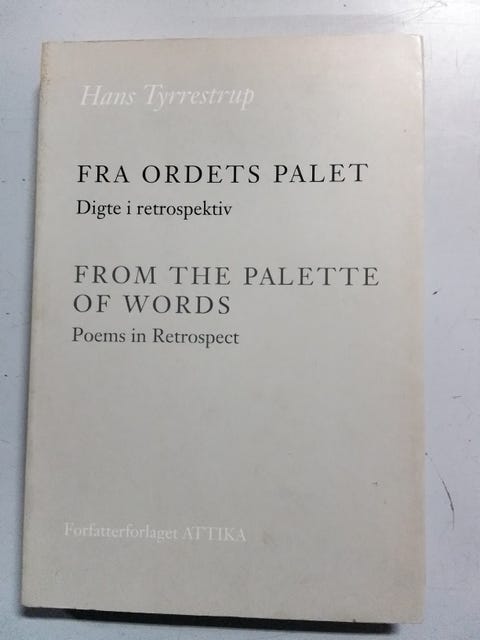 Hans Tyrrestrup
FRA ORDETS PALET
Digte i retrospektiv
FROM THE PALETTE
OF WORDS
Poems in Retrospect
Forfatterforlaget ATTIKA